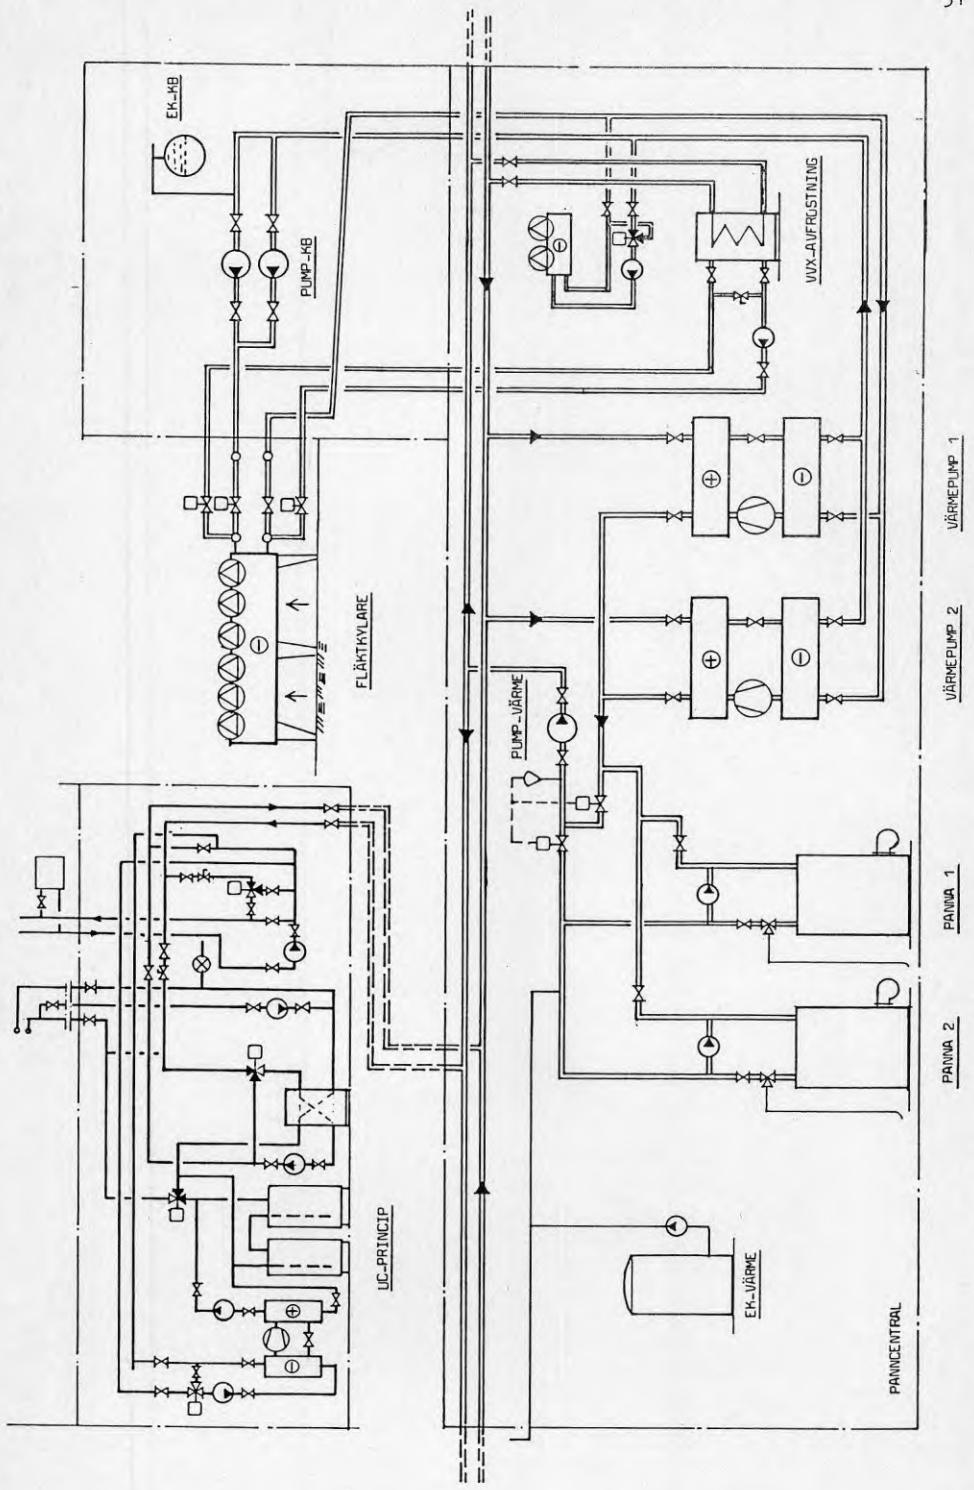 EK-KB
PUMP-KB
VVX-AVFROSTNING
FLÄKTKYLARE
VÄRMEPUMP 1
VÄRMEPUMP 2
PUMP-VÄRME
PANNA 1
PANNA 2
UC-PRINCIP
EK-VÄRME
PANNCENTRAL